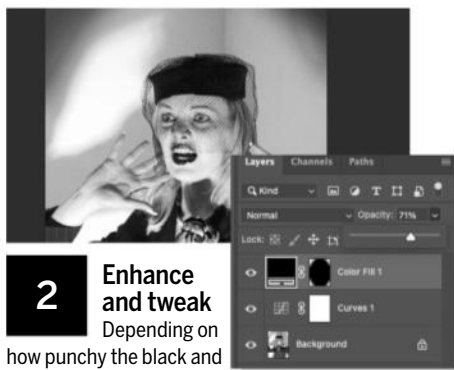 Layers Channels Paths
Kind
Normal Opacity: 71%
Lock:
Color Fill 1
Curves 1
Background
2
Enhance
and tweak
Depending on
how punchy the black and